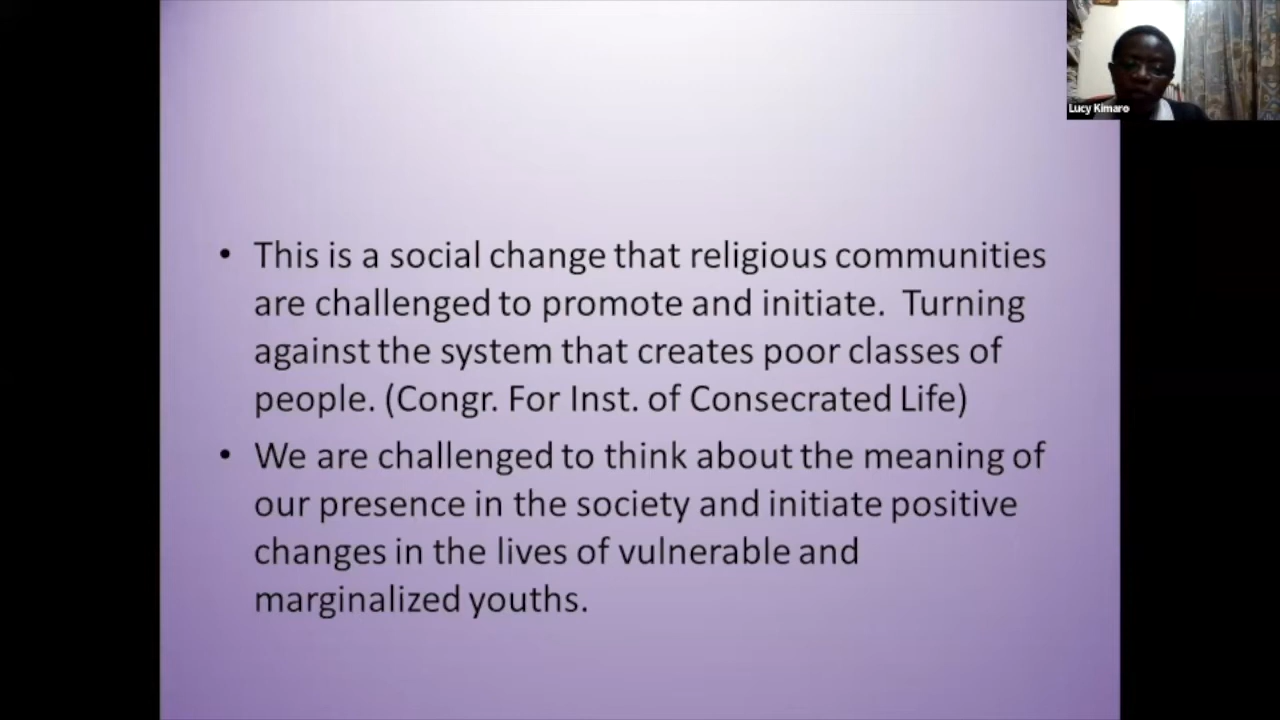 Lucy Kimaro
• This is a social change that religious communities
are challenged to promote and initiate.  Turning
against the system that creates poor classes of
people. (Congr. For Inst. of Consecrated Life)
• We are challenged to think about the meaning of
our presence in the society and initiate positive
changes in the lives of vulnerable and
marginalized youths.